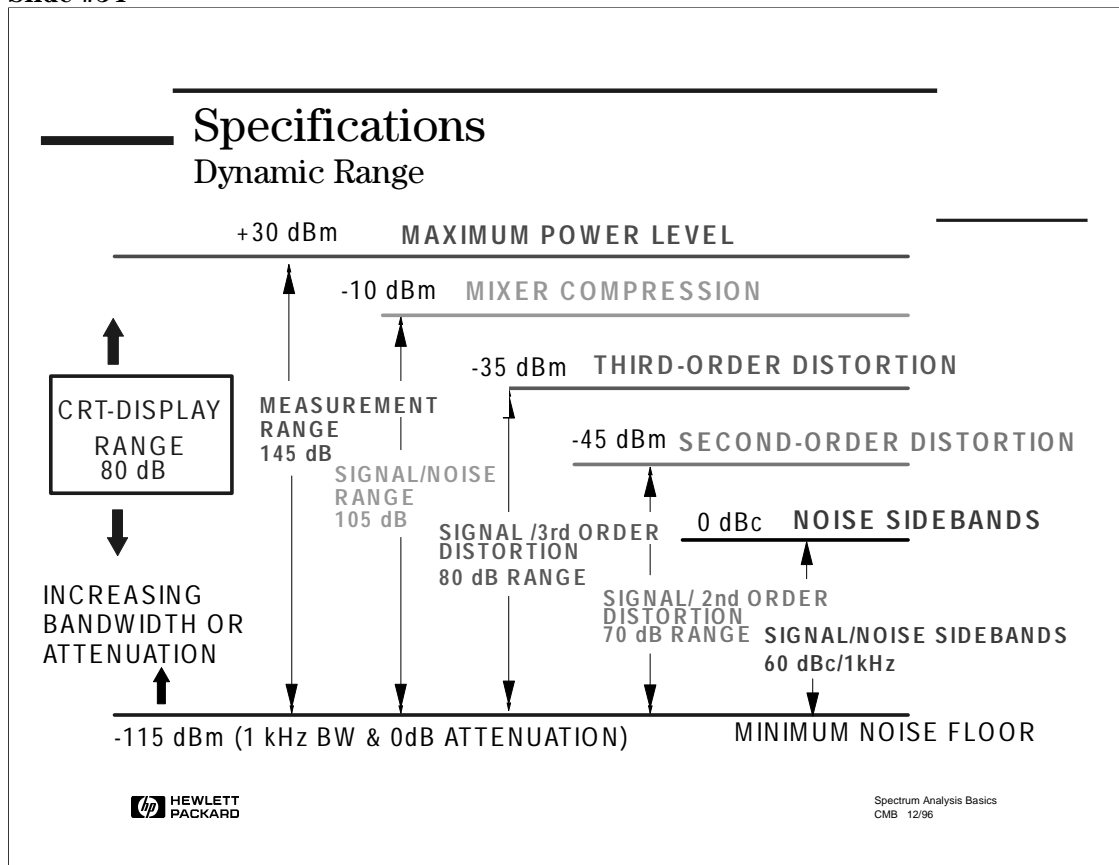 Specifications
Dynamic Range
+30 dBm MAXIMUM POWER LEVEL
-10 dBm MIXER COMPRESSION
-35 dBm THIRD-ORDER DISTORTION
CRT-DISPLAY
RANGE
80 dB
MEASUREMENT
RANGE
145 dB
-45 dBm SECOND-ORDER DISTORTION
SIGNAL/NOISE
RANGE
105 dB
0 dBc NOISE SIDEBANDS
SIGNAL /3rd ORDER
DISTORTION
80 dB RANGE
INCREASING
BANDWIDTH OR
ATTENUATION
SIGNAL/ 2nd ORDER
DISTORTION
70 dB RANGE
SIGNAL/NOISE SIDEBANDS
60 dBc/1kHz
-115 dBm (1 kHz BW & 0dB ATTENUATION)
MINIMUM NOISE FLOOR
hp HEWLETT
PACKARD
Spectrum Analysis Basics
CMB 12/96